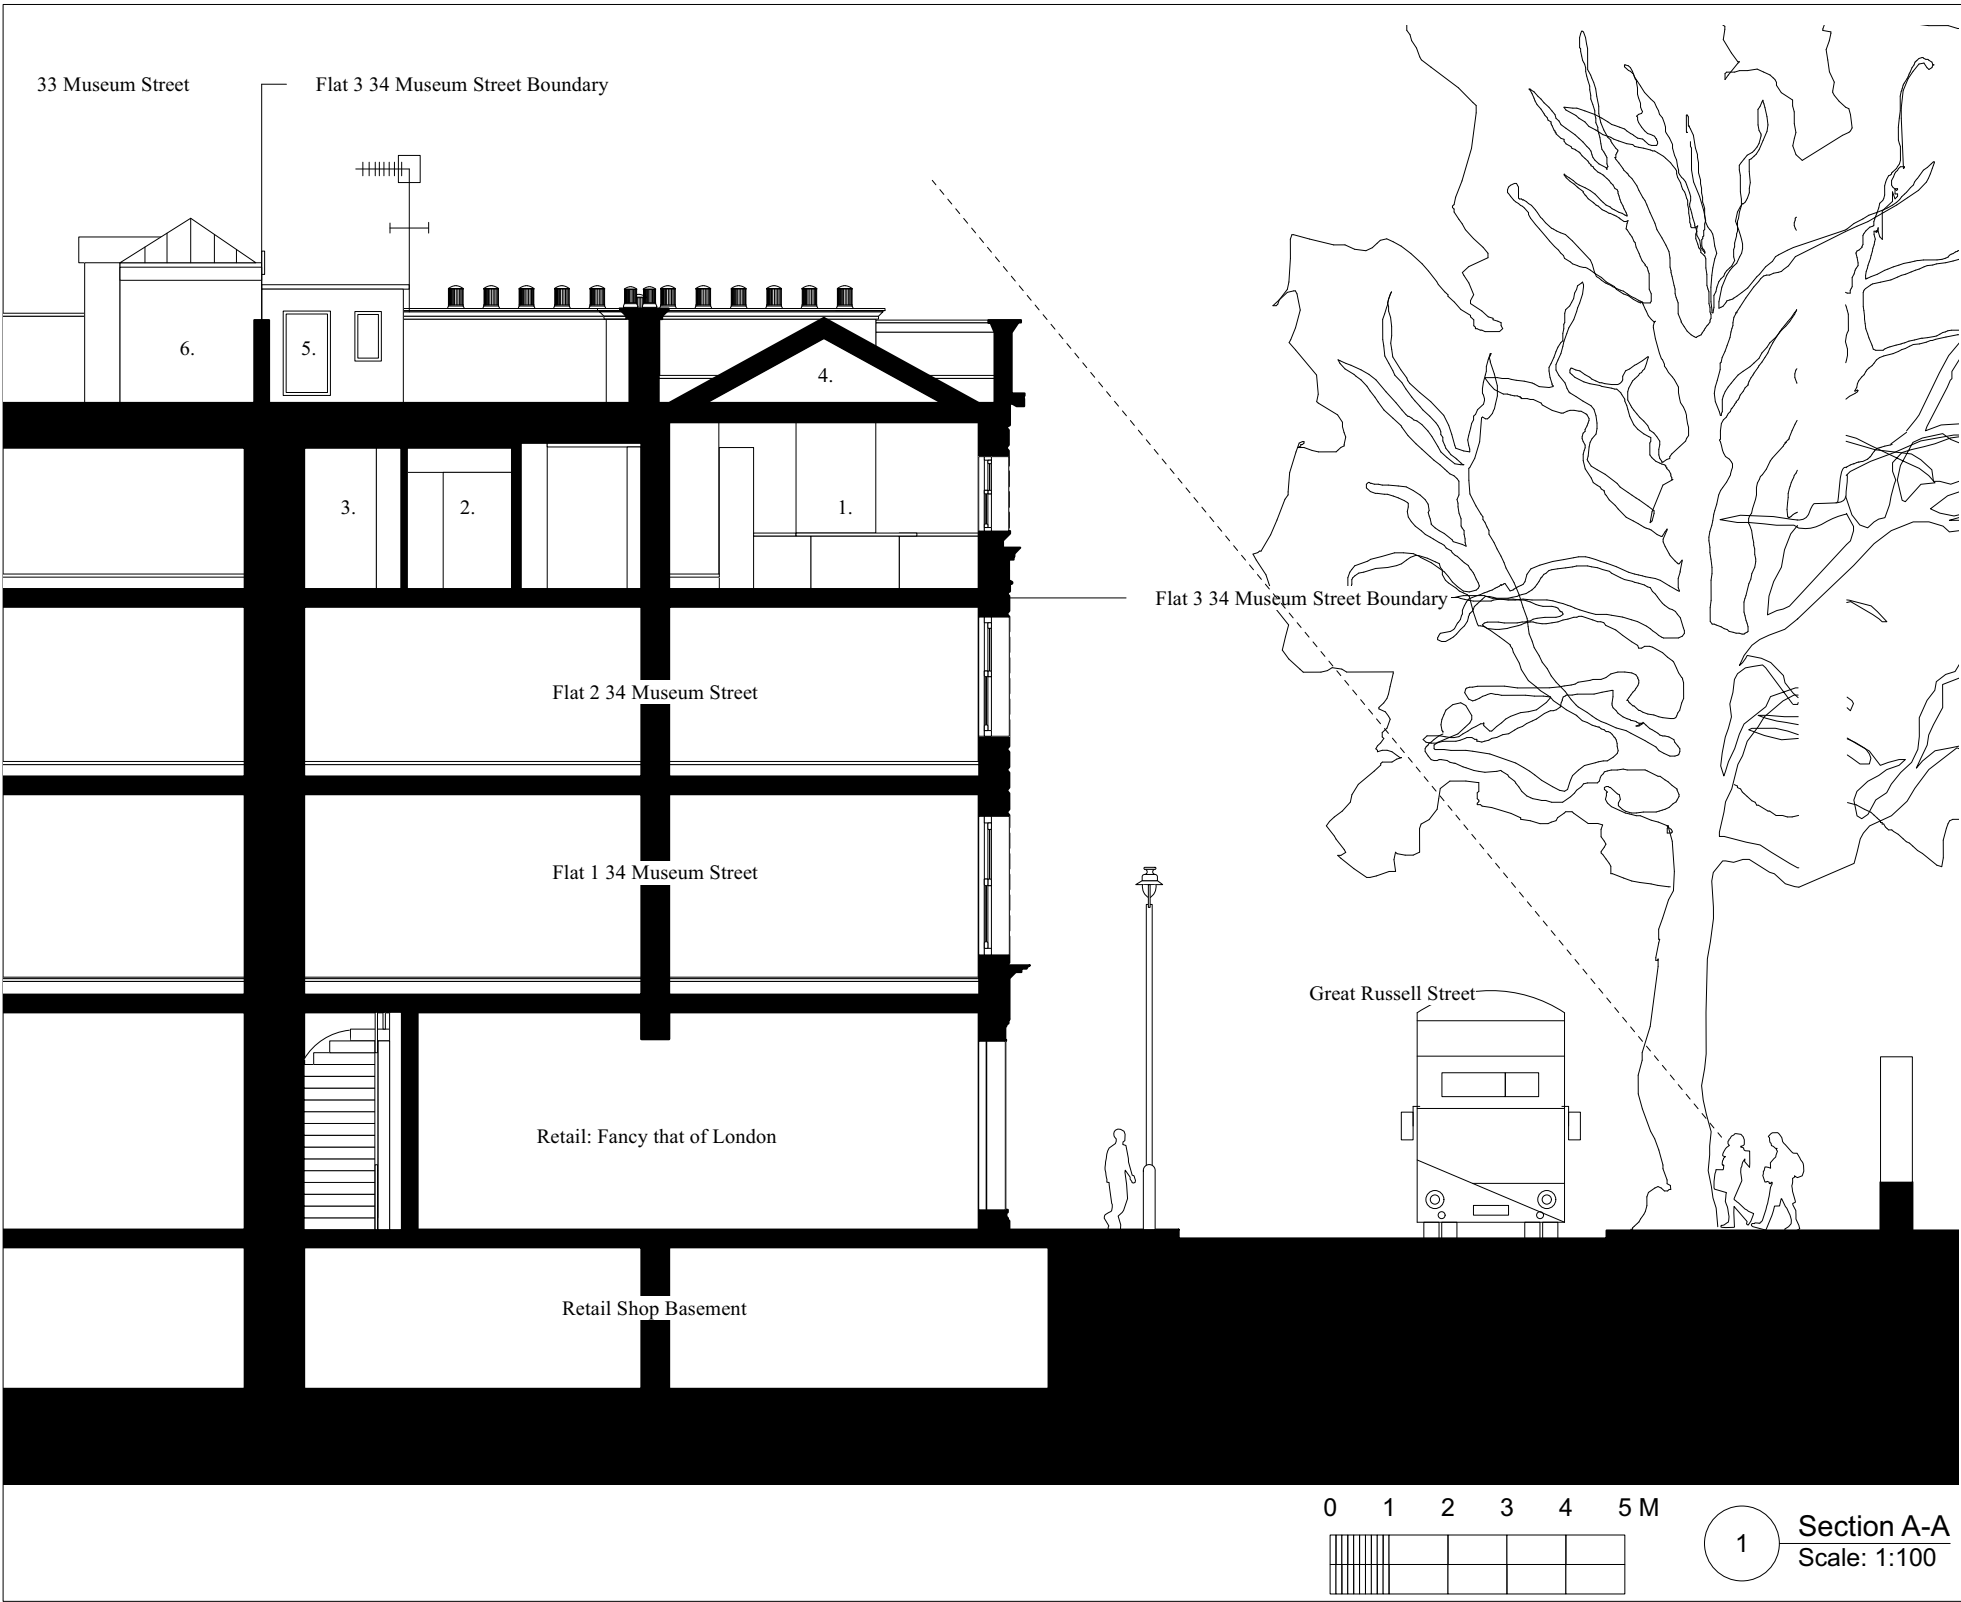 33 Museum Street
Flat 3 34 Museum Street Boundary
6.
5.
4.
3.
2.
1.
Flat 3 34 Museum Street Boundary
Flat 2 34 Museum Street
Flat 1 34 Museum Street
Great Russell Street
Retail: Fancy that of London
Retail Shop Basement
0 1 2 3 4 5 M
1
Section A-A
Scale: 1:100